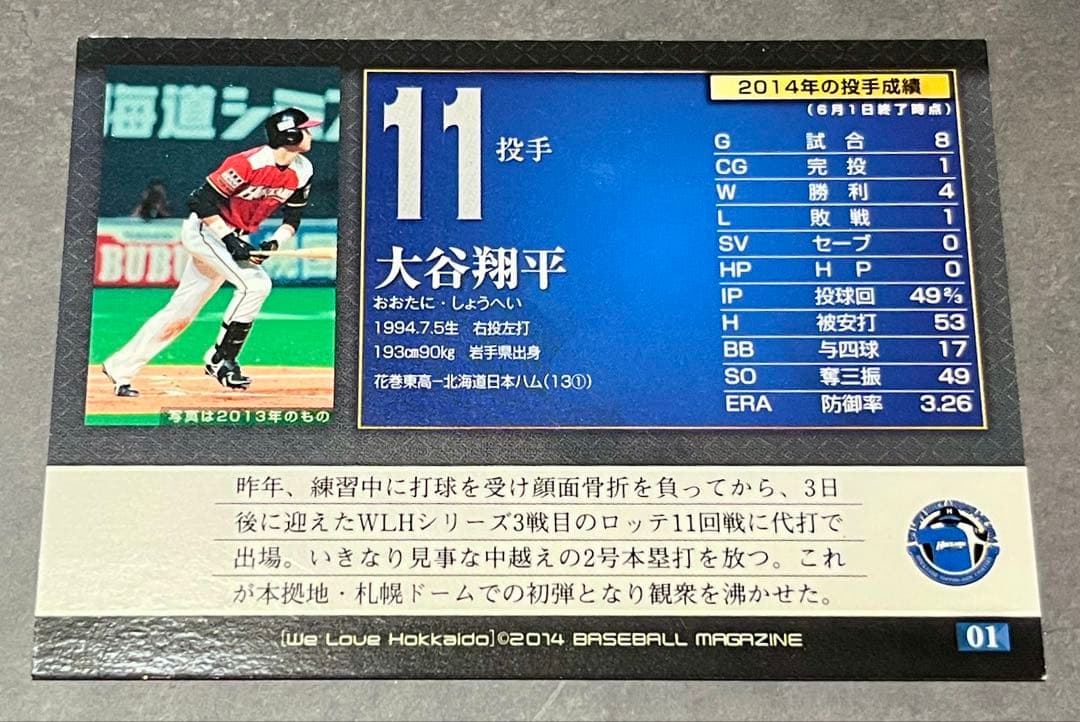 海道シミズ
BUBU
写真は2013年のもの
11 投手
大谷翔平
おおたに・しょうへい
1994.7.5生 右投左打
193㎝90㎏ 岩手県出身
花巻東高−北海道日本ハム(13①)
2014年の投手成績
(6月1日終了時点)
G 試合 8
CG 完投 1
W 勝利 4
L 敗戦 1
SV セーブ 0
HP HP 0
IP 投球回 49⅔
H 被安打 53
BB 与四球 17
SO 奪三振 49
ERA 防御率 3.26
昨年、練習中に打球を受け顔面骨折を負ってから、3日
後に迎えたWLHシリーズ3戦目のロッテ11回戦に代打で
出場。いきなり見事な中越えの2号本塁打を放つ。これ
が本拠地・札幌ドームでの初弾となり観衆を沸かせた。
[We Love Hokkaido]©2014 BASEBALL MAGAZINE
01